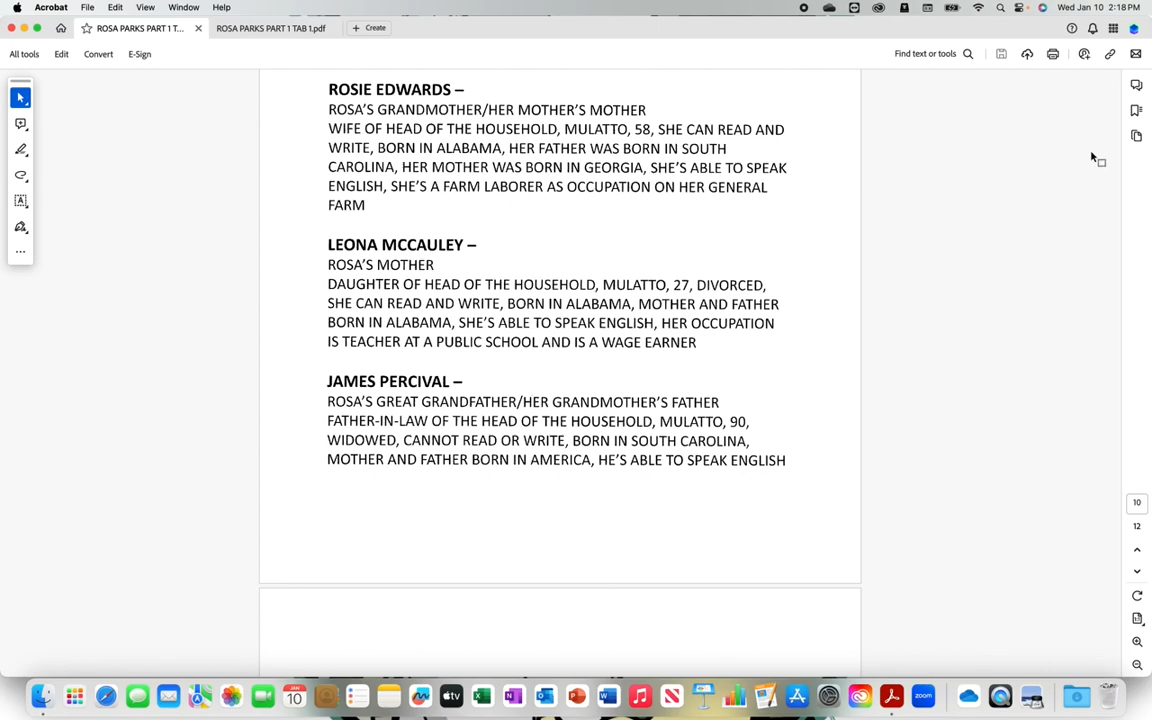 Acrobat File Edit View Window Help Wed Jan 10 2:18 PM
ROSA PARKS PART 1 T... ROSA PARKS PART 1 TAB 1.pdf Create
All tools Edit Convert E-Sign Find text or tools
ROSIE EDWARDS –
ROSA'S GRANDMOTHER/HER MOTHER'S MOTHER
WIFE OF HEAD OF THE HOUSEHOLD, MULATTO, 58, SHE CAN READ AND
WRITE, BORN IN ALABAMA, HER FATHER WAS BORN IN SOUTH
CAROLINA, HER MOTHER WAS BORN IN GEORGIA, SHE'S ABLE TO SPEAK
ENGLISH, SHE'S A FARM LABORER AS OCCUPATION ON HER GENERAL
FARM
LEONA MCCAULEY –
ROSA'S MOTHER
DAUGHTER OF HEAD OF THE HOUSEHOLD, MULATTO, 27, DIVORCED,
SHE CAN READ AND WRITE, BORN IN ALABAMA, MOTHER AND FATHER
BORN IN ALABAMA, SHE'S ABLE TO SPEAK ENGLISH, HER OCCUPATION
IS TEACHER AT A PUBLIC SCHOOL AND IS A WAGE EARNER
JAMES PERCIVAL –
ROSA'S GREAT GRANDFATHER/HER GRANDMOTHER'S FATHER
FATHER-IN-LAW OF THE HEAD OF THE HOUSEHOLD, MULATTO, 90,
WIDOWED, CANNOT READ OR WRITE, BORN IN SOUTH CAROLINA,
MOTHER AND FATHER BORN IN AMERICA, HE'S ABLE TO SPEAK ENGLISH
10
12
JAN
10
tv
zoom